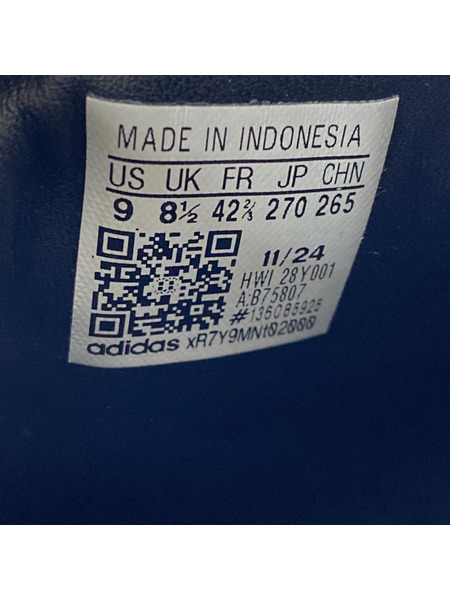 MADE IN INDONESIA
US UK FR JP CHN
9 8½ 42⅔ 270 265
11/24
HWI 28Y001
A:B75807
#136085925
adidas xR7Y9MNt02000